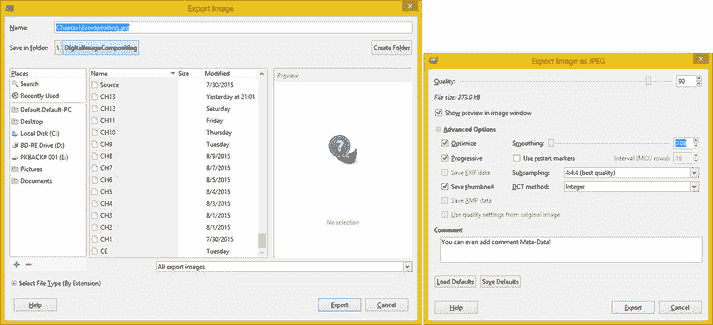 Export Image
Name:
Save in folder: \ DigitalImageCompositing Create Folder
Places
Search
Recently Used
Default.Default-PC
Desktop
Local Disk (C:)
BD-RE Drive (D:)
PKBACKP 001 (E:)
Pictures
Documents
Name Size Modified
Source 7/30/2015
CH13 Yesterday at 21:01
CH12 Saturday
CH11 Friday
CH10 Thursday
CH9 Tuesday
CH8 8/9/2015
CH7 8/6/2015
CH6 8/5/2015
CH5 8/4/2015
CH4 8/3/2015
CH3 8/2/2015
CH2 8/1/2015
CH1 7/30/2015
CE Tuesday
Preview
No selection
All export images
Select File Type (By Extension)
Help Export Cancel
Export Image as JPEG
Quality: 90
File size: 273.0 kB
Show preview in image window
Advanced Options
Optimize Smoothing:
Progressive Use restart markers Interval (MCU rows): 16
Save EXIF data Subsampling: 4:4:4 (best quality)
Save thumbnail DCT method: Integer
Save XMP data
Use quality settings from original image
Comment
You can even add comment Meta-Data!
Load Defaults Save Defaults
Help Export Cancel